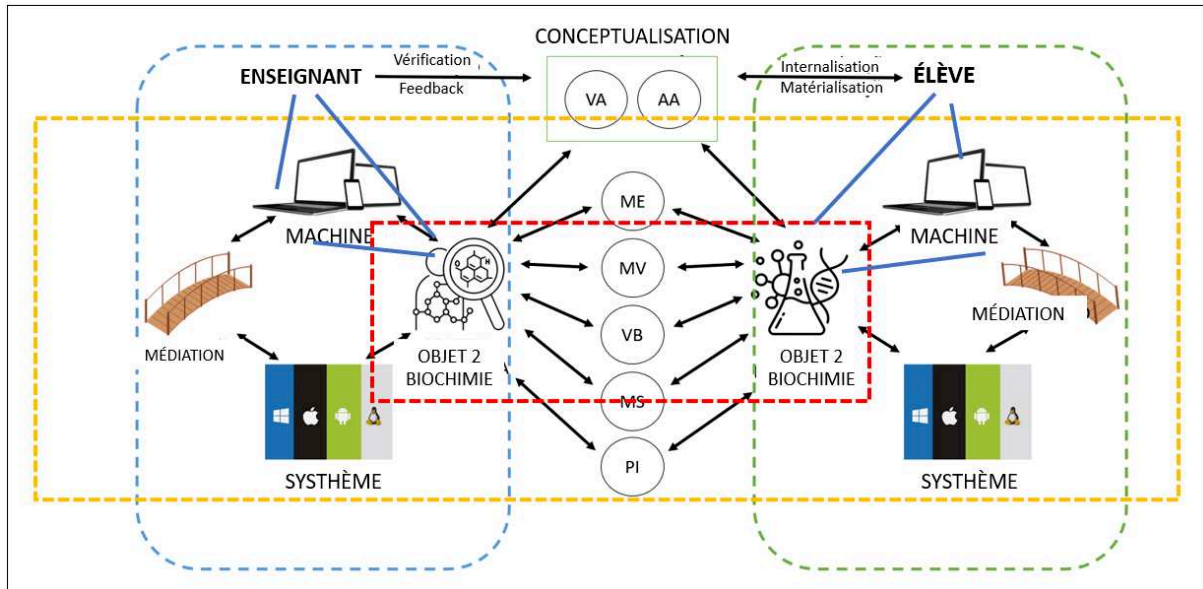 CONCEPTUALISATION
Vérification
Feedback
ENSEIGNANT
VA
AA
Internalisation
Matérialisation
ÉLÈVE
ME
MACHINE
MACHINE
MV
MÉDIATION
MÉDIATION
VB
OBJET 2
BIOCHIMIE
OBJET 2
BIOCHIMIE
MS
PI
SYSTHÈME
SYSTHÈME